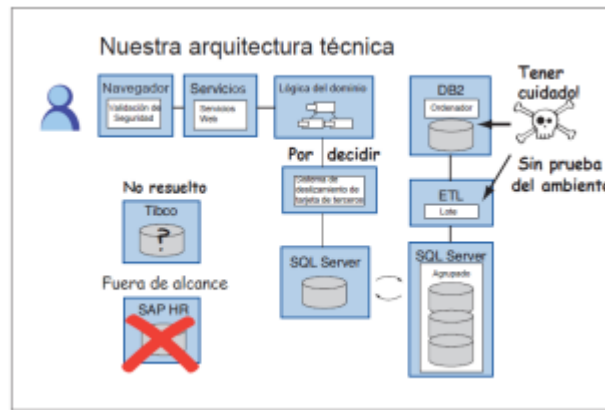 Nuestra arquitectura técnica
Navegador
Validación de
Seguridad
Servicios
Servicios
Web
Lógica del dominio
DB2
Ordenador
Tener
cuidado!
Por decidir
Sistema de
deslizamiento de
tarjeta de terceros
Sin prueba
del ambiente
ETL
Lote
No resuelto
Tibco
?
SQL Server
SQL Server
Agrupado
Fuera de alcance
SAP HR